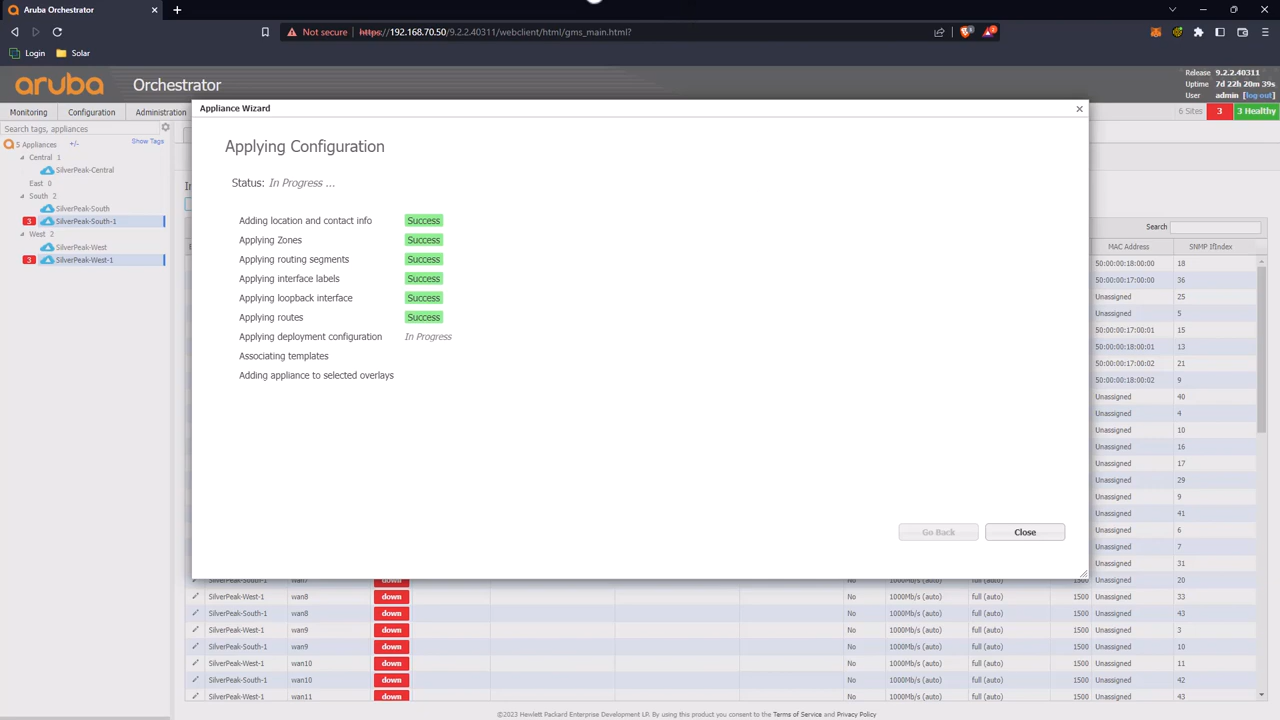 Aruba Orchestrator
Not secure https://192.168.70.50/9.2.2.40311/webclient/html/gms_main.html?
Login Solar
aruba Orchestrator
Release 9.2.2.40311
Uptime 7d 22h 20m 39s
User admin [log out]
Monitoring Configuration Administration
6 Sites 3 3 Healthy
Search tags, appliances
5 Appliances +/- Show Tags
Central 1
SilverPeak-Central
East 0
South 2
SilverPeak-South
3 SilverPeak-South-1
West 2
SilverPeak-West
3 SilverPeak-West-1
Appliance Wizard
Applying Configuration
Status: In Progress ...
Adding location and contact info Success
Applying Zones Success
Applying routing segments Success
Applying interface labels Success
Applying loopback interface Success
Applying routes Success
Applying deployment configuration In Progress
Associating templates
Adding appliance to selected overlays
Go Back Close
Search
MAC Address SNMP IfIndex
50:00:00:18:00:00 18
50:00:00:17:00:00 36
Unassigned 25
Unassigned 5
50:00:00:17:00:01 15
50:00:00:18:00:01 13
50:00:00:17:00:02 21
50:00:00:18:00:02 9
Unassigned 40
Unassigned 4
Unassigned 10
Unassigned 16
Unassigned 17
Unassigned 29
Unassigned 9
Unassigned 41
Unassigned 6
Unassigned 7
Unassigned 31
SilverPeak-South-1 wan7 down No 1000Mb/s (auto) full (auto) 1500 Unassigned 20
SilverPeak-West-1 wan8 down No 1000Mb/s (auto) full (auto) 1500 Unassigned 33
SilverPeak-South-1 wan8 down No 1000Mb/s (auto) full (auto) 1500 Unassigned 43
SilverPeak-West-1 wan9 down No 1000Mb/s (auto) full (auto) 1500 Unassigned 3
SilverPeak-South-1 wan9 down No 1000Mb/s (auto) full (auto) 1500 Unassigned 10
SilverPeak-West-1 wan10 down No 1000Mb/s (auto) full (auto) 1500 Unassigned 11
SilverPeak-South-1 wan10 down No 1000Mb/s (auto) full (auto) 1500 Unassigned 42
SilverPeak-West-1 wan11 down No 1000Mb/s (auto) full (auto) 1500 Unassigned 43
©2023 Hewlett Packard Enterprise Development LP. By using this product you consent to the Terms of Service and Privacy Policy